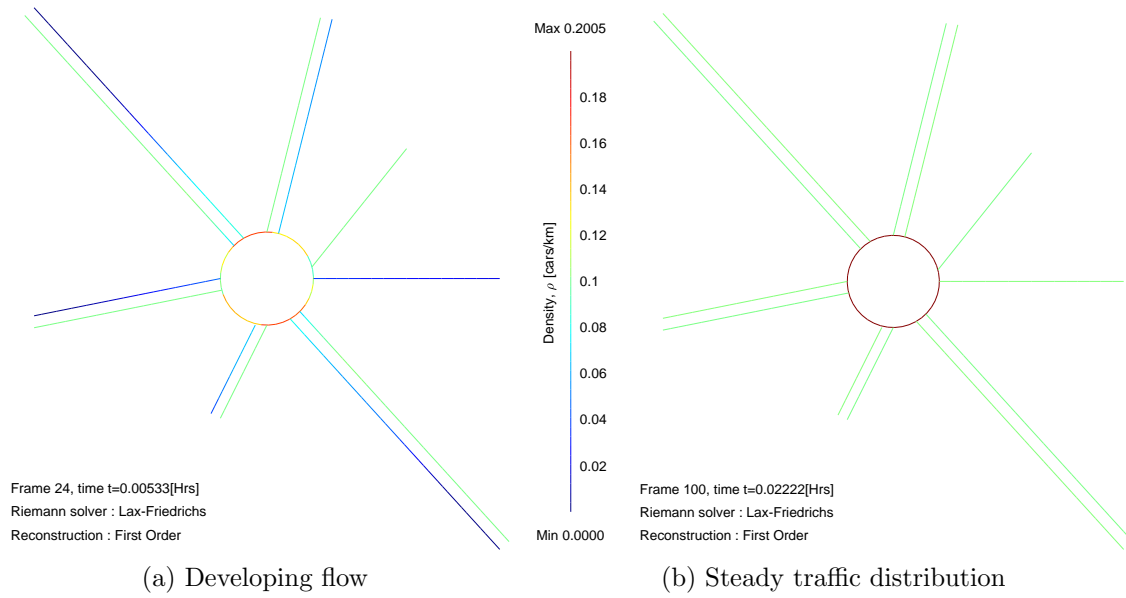 Max 0.2005
0.18
0.16
0.14
0.12
0.1
0.08
0.06
0.04
0.02
Min 0.0000
Density, ρ [cars/km]
Frame 24, time t=0.00533[Hrs]
Riemann solver : Lax-Friedrichs
Reconstruction : First Order
Frame 100, time t=0.02222[Hrs]
Riemann solver : Lax-Friedrichs
Reconstruction : First Order
(a) Developing flow
(b) Steady traffic distribution